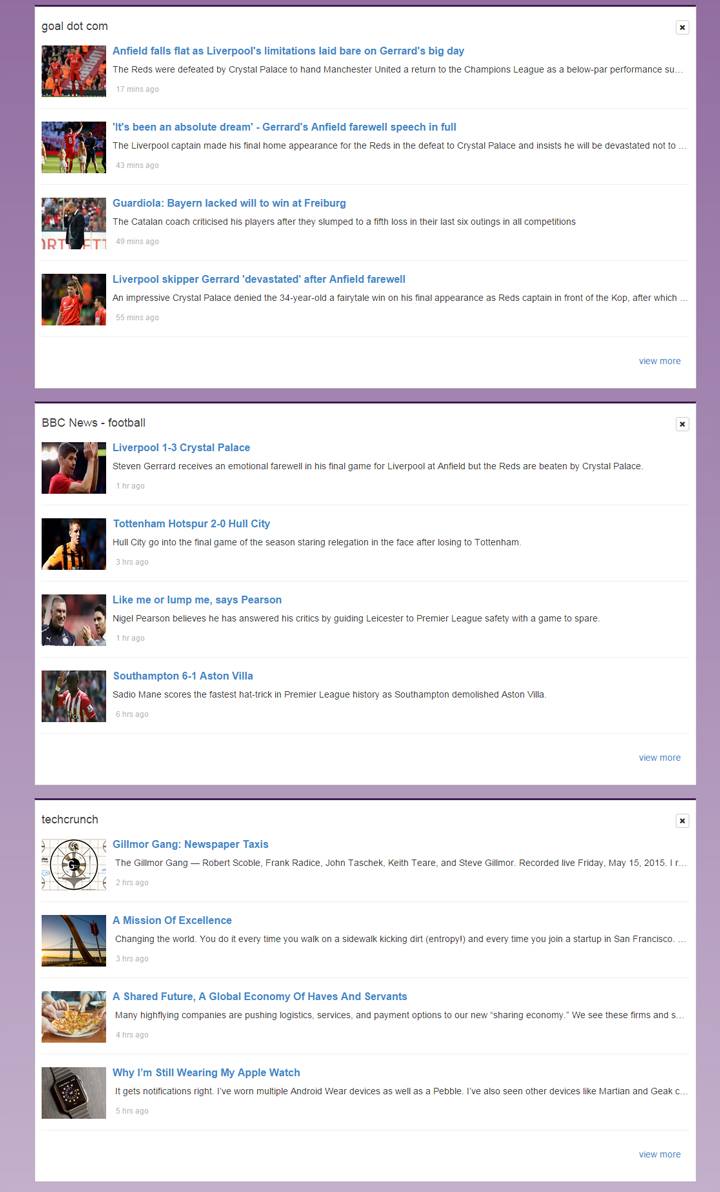 goal dot com
Anfield falls flat as Liverpool's limitations laid bare on Gerrard's big day
The Reds were defeated by Crystal Palace to hand Manchester United a return to the Champions League as a below-par performance su...
17 mins ago
'It's been an absolute dream' - Gerrard's Anfield farewell speech in full
The Liverpool captain made his final home appearance for the Reds in the defeat to Crystal Palace and insists he will be devastated not to ...
43 mins ago
Guardiola: Bayern lacked will to win at Freiburg
The Catalan coach criticised his players after they slumped to a fifth loss in their last six outings in all competitions
49 mins ago
Liverpool skipper Gerrard 'devastated' after Anfield farewell
An impressive Crystal Palace denied the 34-year-old a fairytale win on his final appearance as Reds captain in front of the Kop, after which ...
55 mins ago
view more
BBC News - football
Liverpool 1-3 Crystal Palace
Steven Gerrard receives an emotional farewell in his final game for Liverpool at Anfield but the Reds are beaten by Crystal Palace.
1 hr ago
Tottenham Hotspur 2-0 Hull City
Hull City go into the final game of the season staring relegation in the face after losing to Tottenham.
3 hrs ago
Like me or lump me, says Pearson
Nigel Pearson believes he has answered his critics by guiding Leicester to Premier League safety with a game to spare.
1 hr ago
Southampton 6-1 Aston Villa
Sadio Mane scores the fastest hat-trick in Premier League history as Southampton demolished Aston Villa.
6 hrs ago
view more
techcrunch
Gillmor Gang: Newspaper Taxis
The Gillmor Gang — Robert Scoble, Frank Radice, John Taschek, Keith Teare, and Steve Gillmor. Recorded live Friday, May 15, 2015. I r...
2 hrs ago
A Mission Of Excellence
Changing the world. You do it every time you walk on a sidewalk kicking dirt (entropy!) and every time you join a startup in San Francisco. ...
3 hrs ago
A Shared Future, A Global Economy Of Haves And Servants
Many highflying companies are pushing logistics, services, and payment options to our new “sharing economy.” We see these firms and s...
4 hrs ago
Why I’m Still Wearing My Apple Watch
It gets notifications right. I’ve worn multiple Android Wear devices as well as a Pebble. I’ve also seen other devices like Martian and Geak c...
5 hrs ago
view more